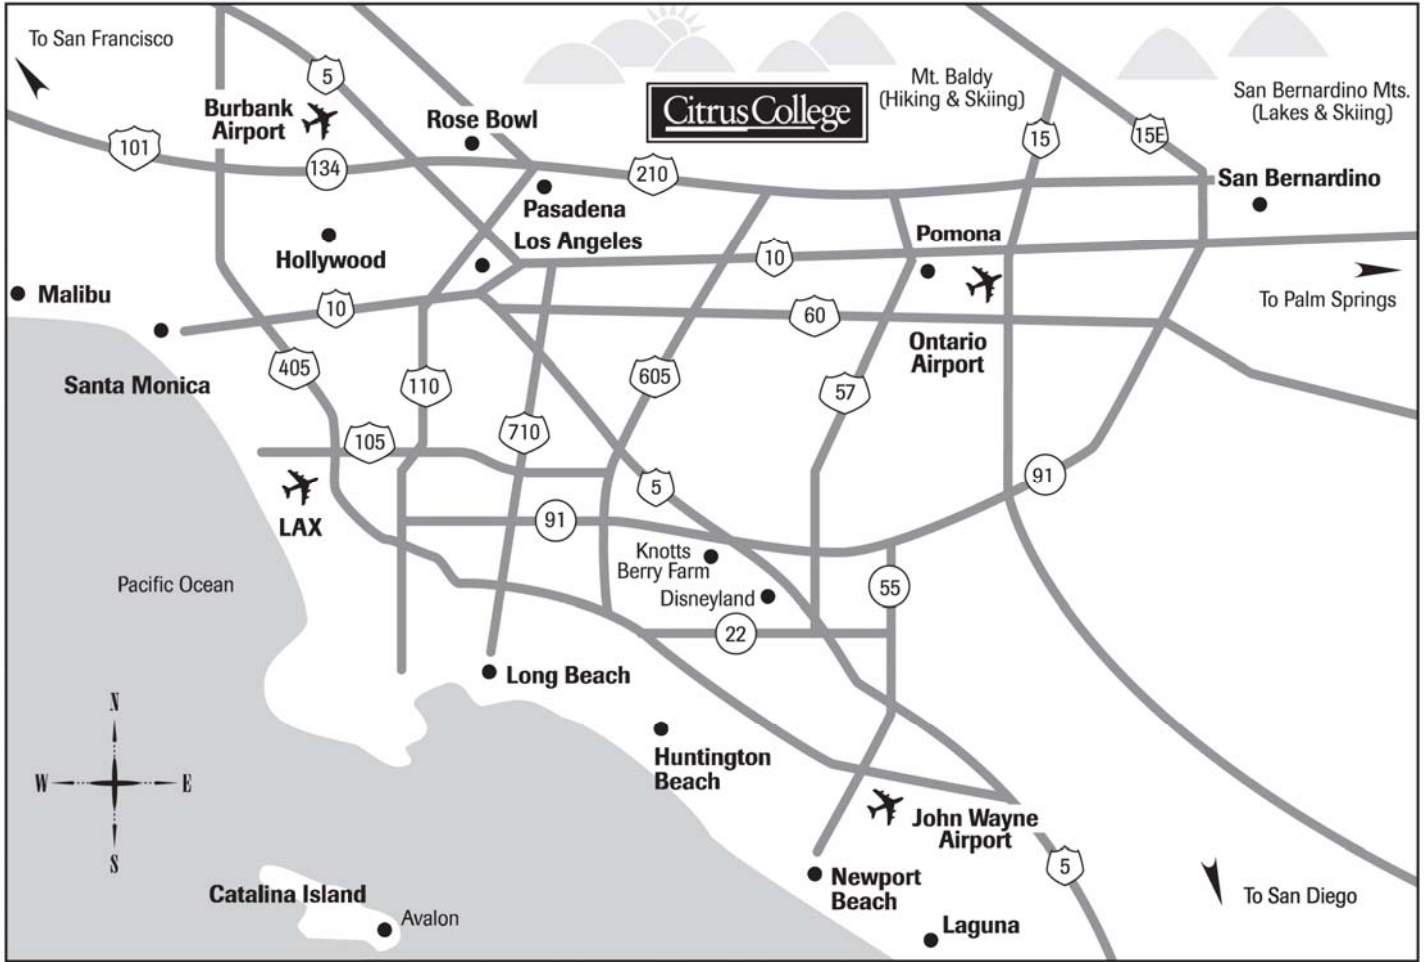 To San Francisco
5
Burbank
Airport
101
134
Rose Bowl
Citrus College
Mt. Baldy
(Hiking & Skiing)
San Bernardino Mts.
(Lakes & Skiing)
15
15E
210
San Bernardino
Pasadena
Los Angeles
Hollywood
Pomona
10
To Palm Springs
Malibu
10
60
Ontario
Airport
Santa Monica
405
110
605
57
105
710
5
91
LAX
91
Knotts
Berry Farm
Disneyland
55
22
Pacific Ocean
Long Beach
Huntington
Beach
N
W
E
S
John Wayne
Airport
5
Newport
Beach
To San Diego
Catalina Island
Avalon
Laguna